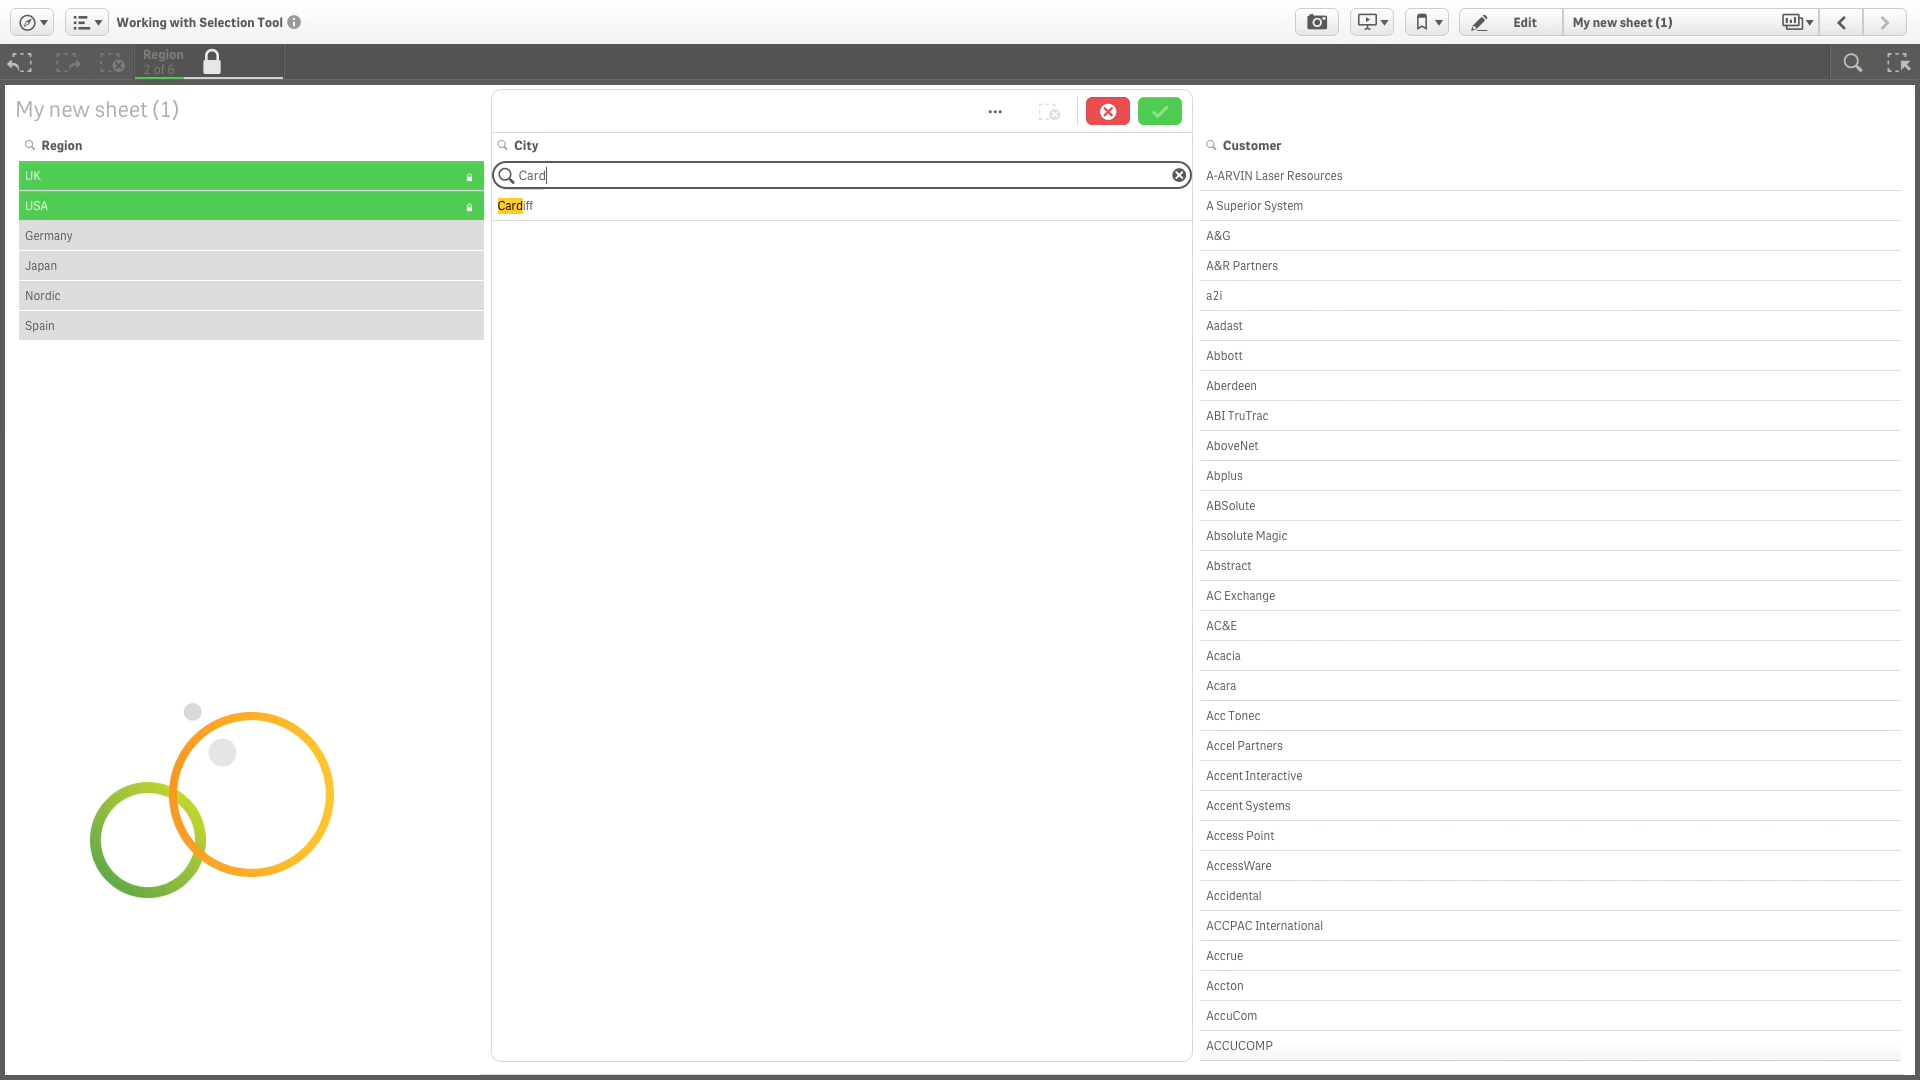 Working with Selection Tool
Edit
My new sheet (1)
Region
2 of 6
My new sheet (1)
Region
UK
USA
Germany
Japan
Nordic
Spain
City
Card
Cardiff
Customer
A-ARVIN Laser Resources
A Superior System
A&G
A&R Partners
a2i
Aadast
Abbott
Aberdeen
ABI TruTrac
AboveNet
Abplus
ABSolute
Absolute Magic
Abstract
AC Exchange
AC&E
Acacia
Acara
Acc Tonec
Accel Partners
Accent Interactive
Accent Systems
Access Point
AccessWare
Accidental
ACCPAC International
Accrue
Accton
AccuCom
ACCUCOMP